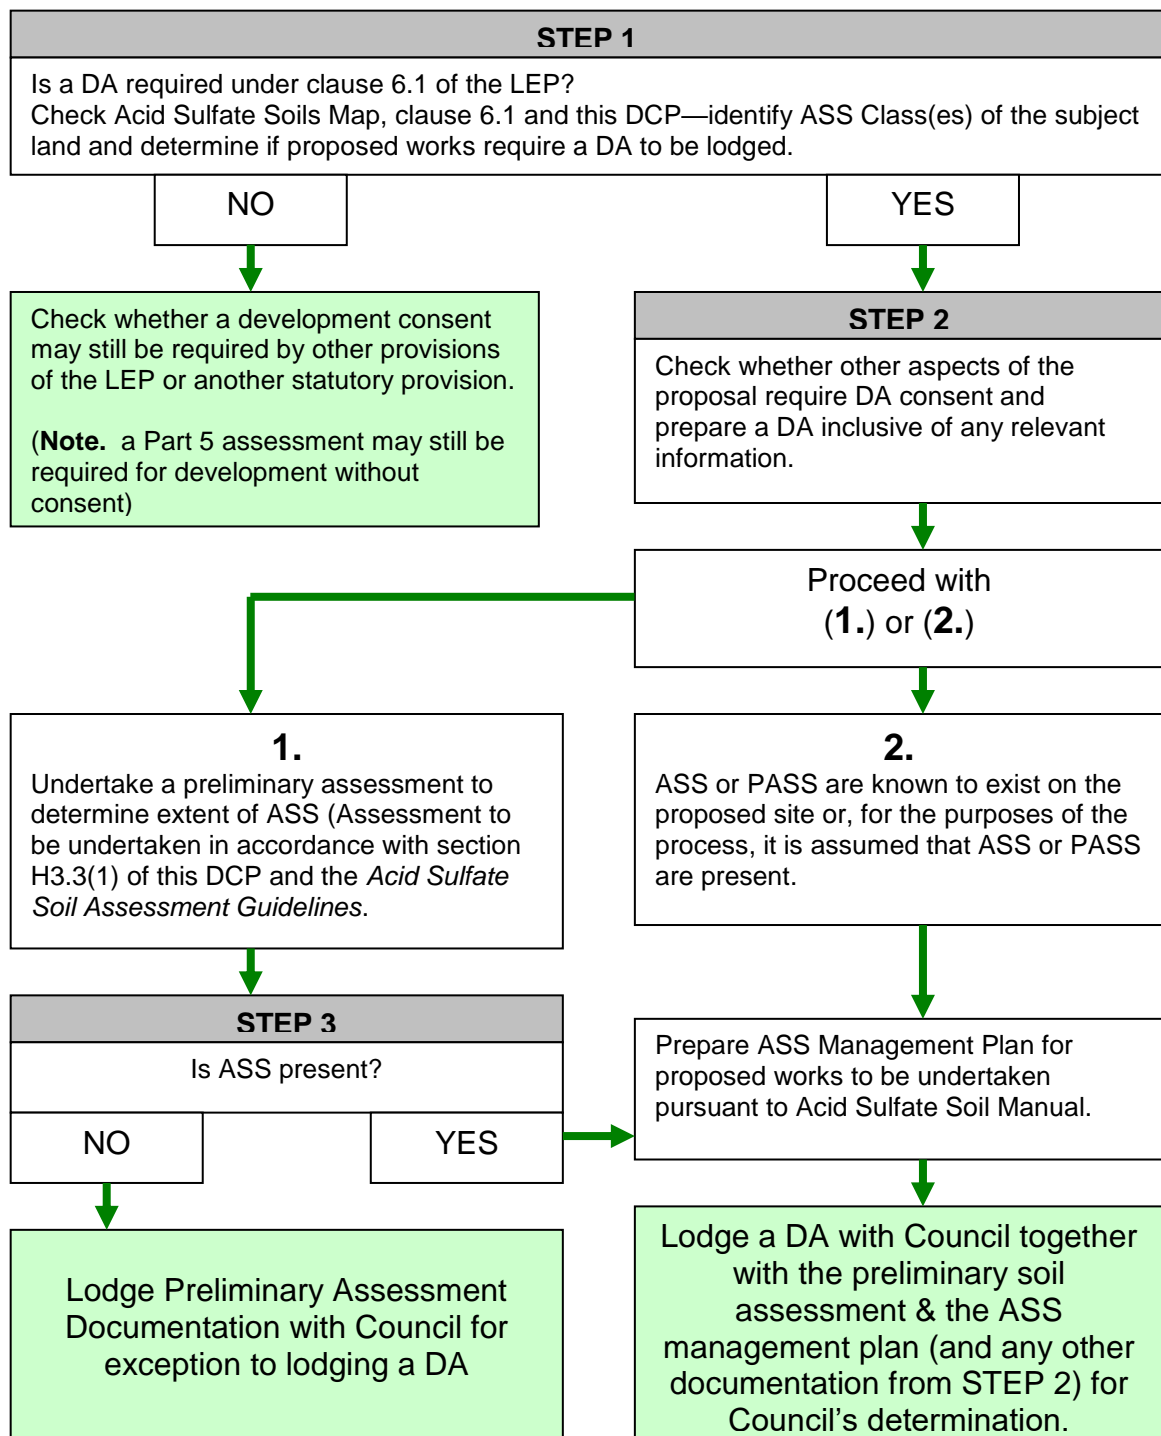 STEP 1
Is a DA required under clause 6.1 of the LEP?
Check Acid Sulfate Soils Map, clause 6.1 and this DCP—identify ASS Class(es) of the subject
land and determine if proposed works require a DA to be lodged.
NO
YES
Check whether a development consent
may still be required by other provisions
of the LEP or another statutory provision.
(Note. a Part 5 assessment may still be
required for development without
consent)
STEP 2
Check whether other aspects of the
proposal require DA consent and
prepare a DA inclusive of any relevant
information.
Proceed with
(1.) or (2.)
1.
Undertake a preliminary assessment to
determine extent of ASS (Assessment to
be undertaken in accordance with section
H3.3(1) of this DCP and the Acid Sulfate
Soil Assessment Guidelines.
2.
ASS or PASS are known to exist on the
proposed site or, for the purposes of the
process, it is assumed that ASS or PASS
are present.
STEP 3
Is ASS present?
NO
YES
Prepare ASS Management Plan for
proposed works to be undertaken
pursuant to Acid Sulfate Soil Manual.
Lodge Preliminary Assessment
Documentation with Council for
exception to lodging a DA
Lodge a DA with Council together
with the preliminary soil
assessment & the ASS
management plan (and any other
documentation from STEP 2) for
Council's determination.